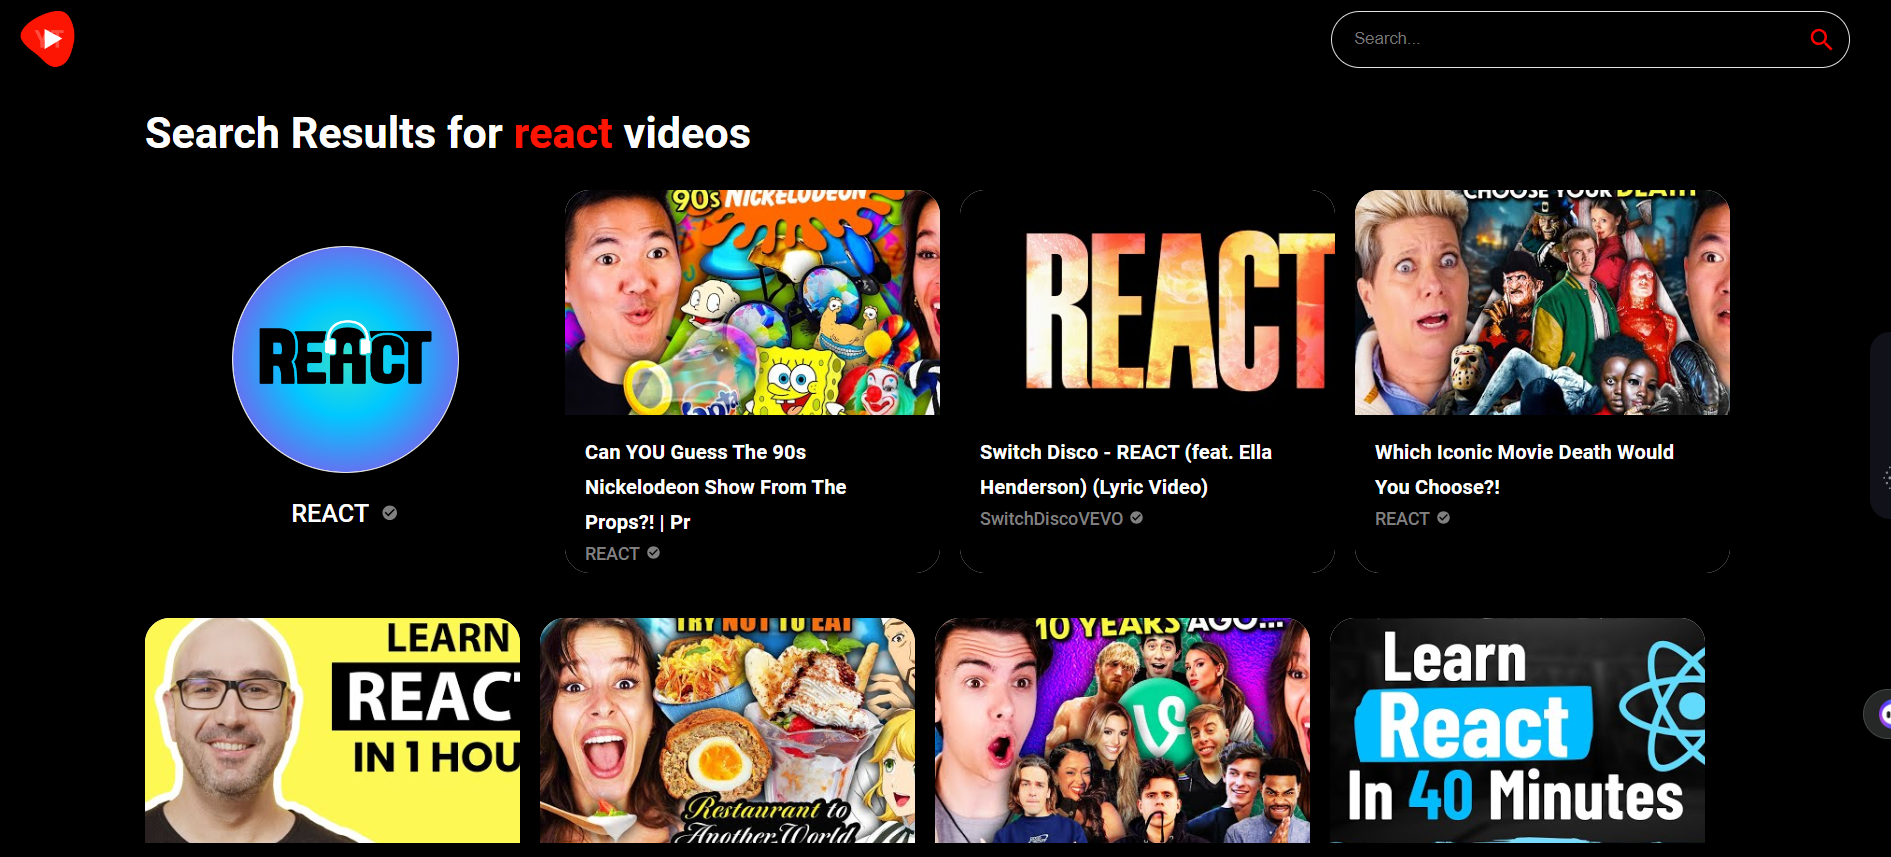 YT
Search...
Search Results for react videos
REACT
REACT
90s NICKELODEON
Can YOU Guess The 90s
Nickelodeon Show From The
Props?! | Pr
REACT
REACT
Switch Disco - REACT (feat. Ella
Henderson) (Lyric Video)
SwitchDiscoVEVO
CHOOSE YOUR DEATH
Which Iconic Movie Death Would
You Choose?!
REACT
LEARN
REACT
IN 1 HOU
TRY NOT TO EAT
Restaurant to
Another World
10 YEARS AGO...
Learn
React
In 40 Minutes